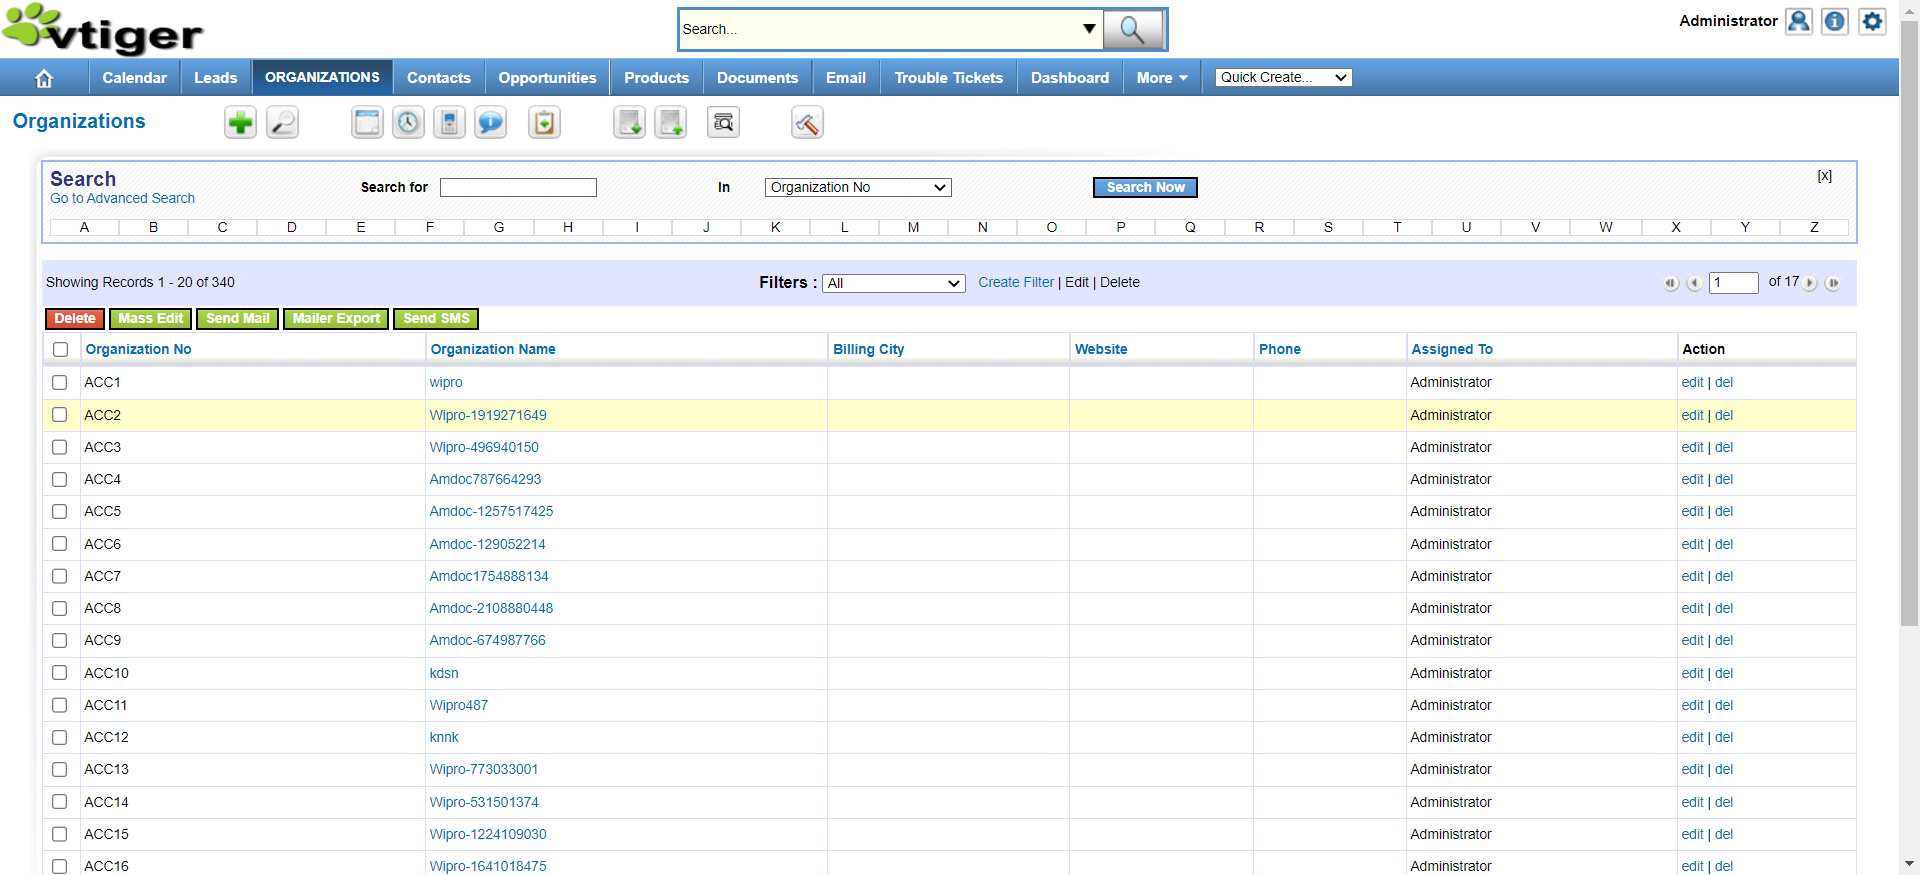 vtiger
Search...
Administrator
Calendar Leads ORGANIZATIONS Contacts Opportunities Products Documents Email Trouble Tickets Dashboard More Quick Create...
Organizations
Search
Go to Advanced Search
Search for In Organization No Search Now [x]
A B C D E F G H I J K L M N O P Q R S T U V W X Y Z
Showing Records 1 - 20 of 340 Filters : All Create Filter | Edit | Delete 1 of 17
Delete Mass Edit Send Mail Mailer Export Send SMS
Organization No Organization Name Billing City Website Phone Assigned To Action
ACC1 wipro Administrator edit | del
ACC2 Wipro-1919271649 Administrator edit | del
ACC3 Wipro-496940150 Administrator edit | del
ACC4 Amdoc787664293 Administrator edit | del
ACC5 Amdoc-1257517425 Administrator edit | del
ACC6 Amdoc-129052214 Administrator edit | del
ACC7 Amdoc1754888134 Administrator edit | del
ACC8 Amdoc-2108880448 Administrator edit | del
ACC9 Amdoc-674987766 Administrator edit | del
ACC10 kdsn Administrator edit | del
ACC11 Wipro487 Administrator edit | del
ACC12 knnk Administrator edit | del
ACC13 Wipro-773033001 Administrator edit | del
ACC14 Wipro-531501374 Administrator edit | del
ACC15 Wipro-1224109030 Administrator edit | del
ACC16 Wipro-1641018475 Administrator edit | del